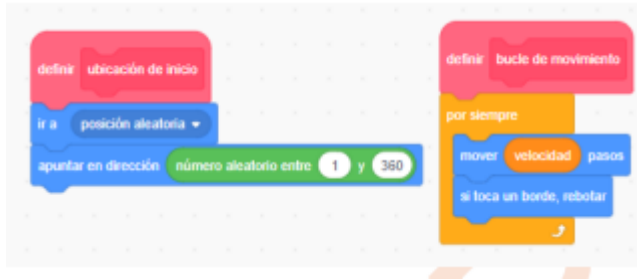 definir ubicación de inicio
ir a posición aleatoria
apuntar en dirección número aleatorio entre 1 y 360
definir bucle de movimiento
por siempre
mover velocidad pasos
si toca un borde, rebotar